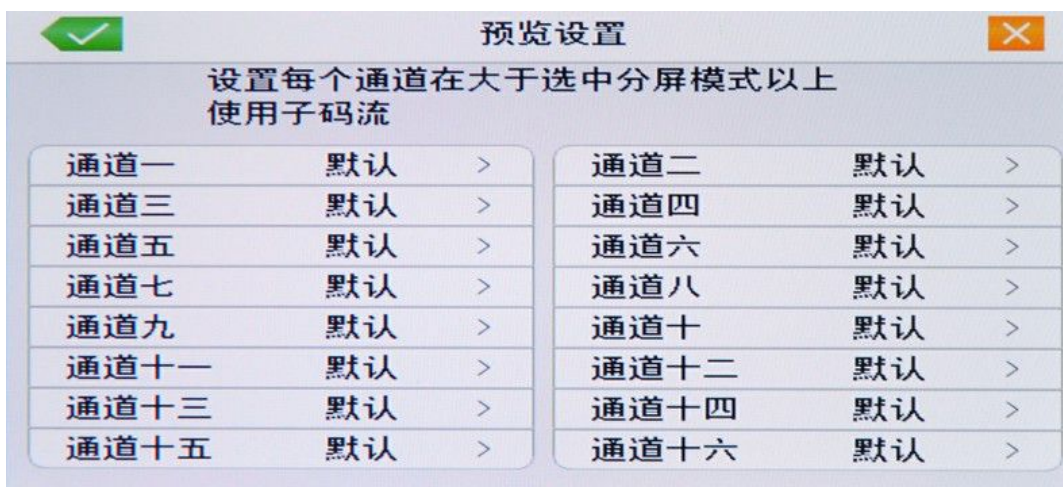 预览设置
设置每个通道在大于选中分屏模式以上
使用子码流
通道一 默认 > 通道二 默认 >
通道三 默认 > 通道四 默认 >
通道五 默认 > 通道六 默认 >
通道七 默认 > 通道八 默认 >
通道九 默认 > 通道十 默认 >
通道十一 默认 > 通道十二 默认 >
通道十三 默认 > 通道十四 默认 >
通道十五 默认 > 通道十六 默认 >